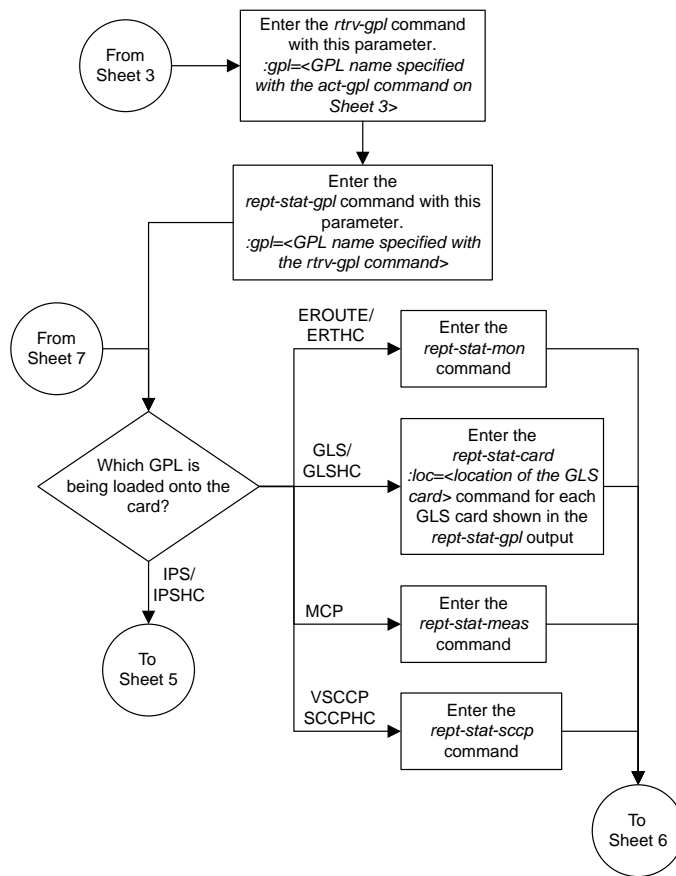 From
Sheet 3
Enter the rtrv-gpl command
with this parameter.
:gpl=<GPL name specified
with the act-gpl command on
Sheet 3>
Enter the
rept-stat-gpl command with this
parameter.
:gpl=<GPL name specified with
the rtrv-gpl command>
From
Sheet 7
Which GPL is
being loaded onto the
card?
EROUTE/
ERTHC
Enter the
rept-stat-mon
command
GLS/
GLSHC
Enter the
rept-stat-card
:loc=<location of the GLS
card> command for each
GLS card shown in the
rept-stat-gpl output
IPS/
IPSHC
To
Sheet 5
MCP
Enter the
rept-stat-meas
command
VSCCP
SCCPHC
Enter the
rept-stat-sccp
command
To
Sheet 6